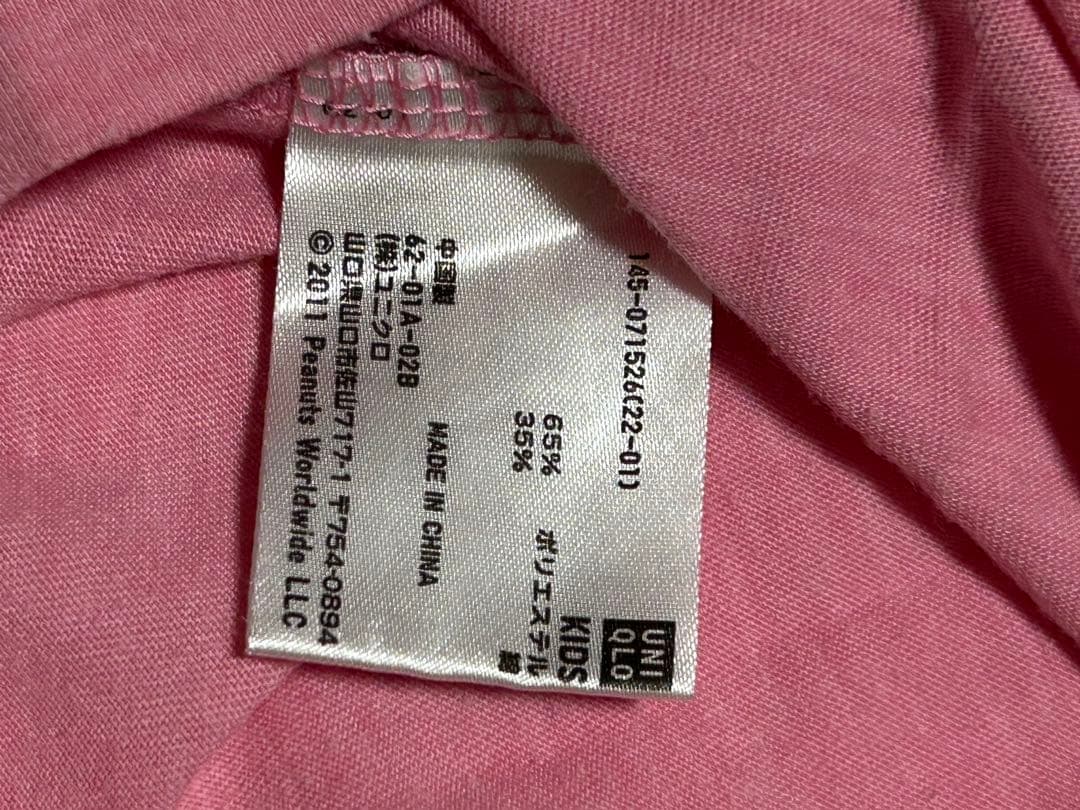 UNI
QLO
145-071526(22-01)
KIDS
65% ポリエステル
35% 綿
中国製 MADE IN CHINA
62-01A-02B
(株)ユニクロ
山口県山口市佐山717-1 〒754-0894
© 2011 Peanuts Worldwide LLC